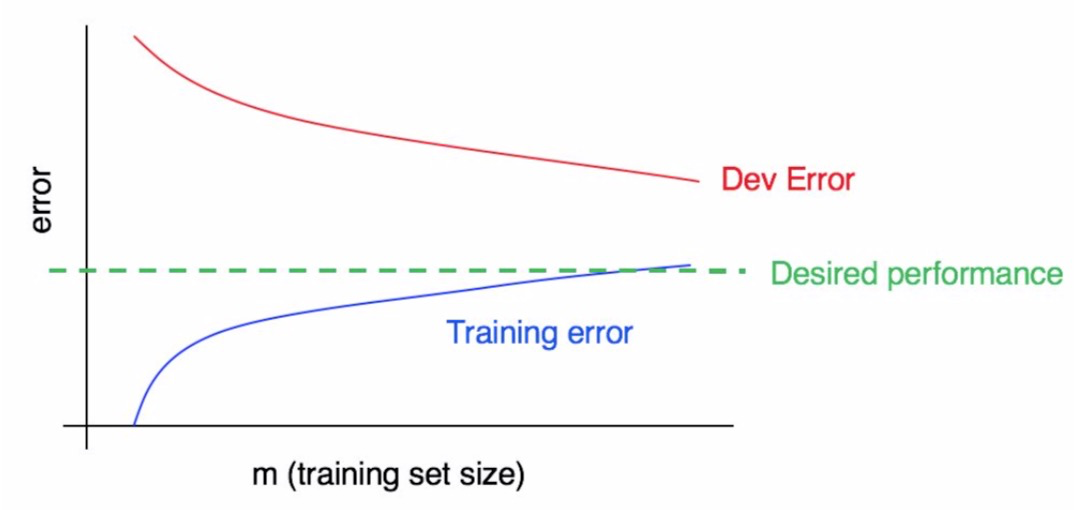 error
Dev Error
Desired performance
Training error
m (training set size)